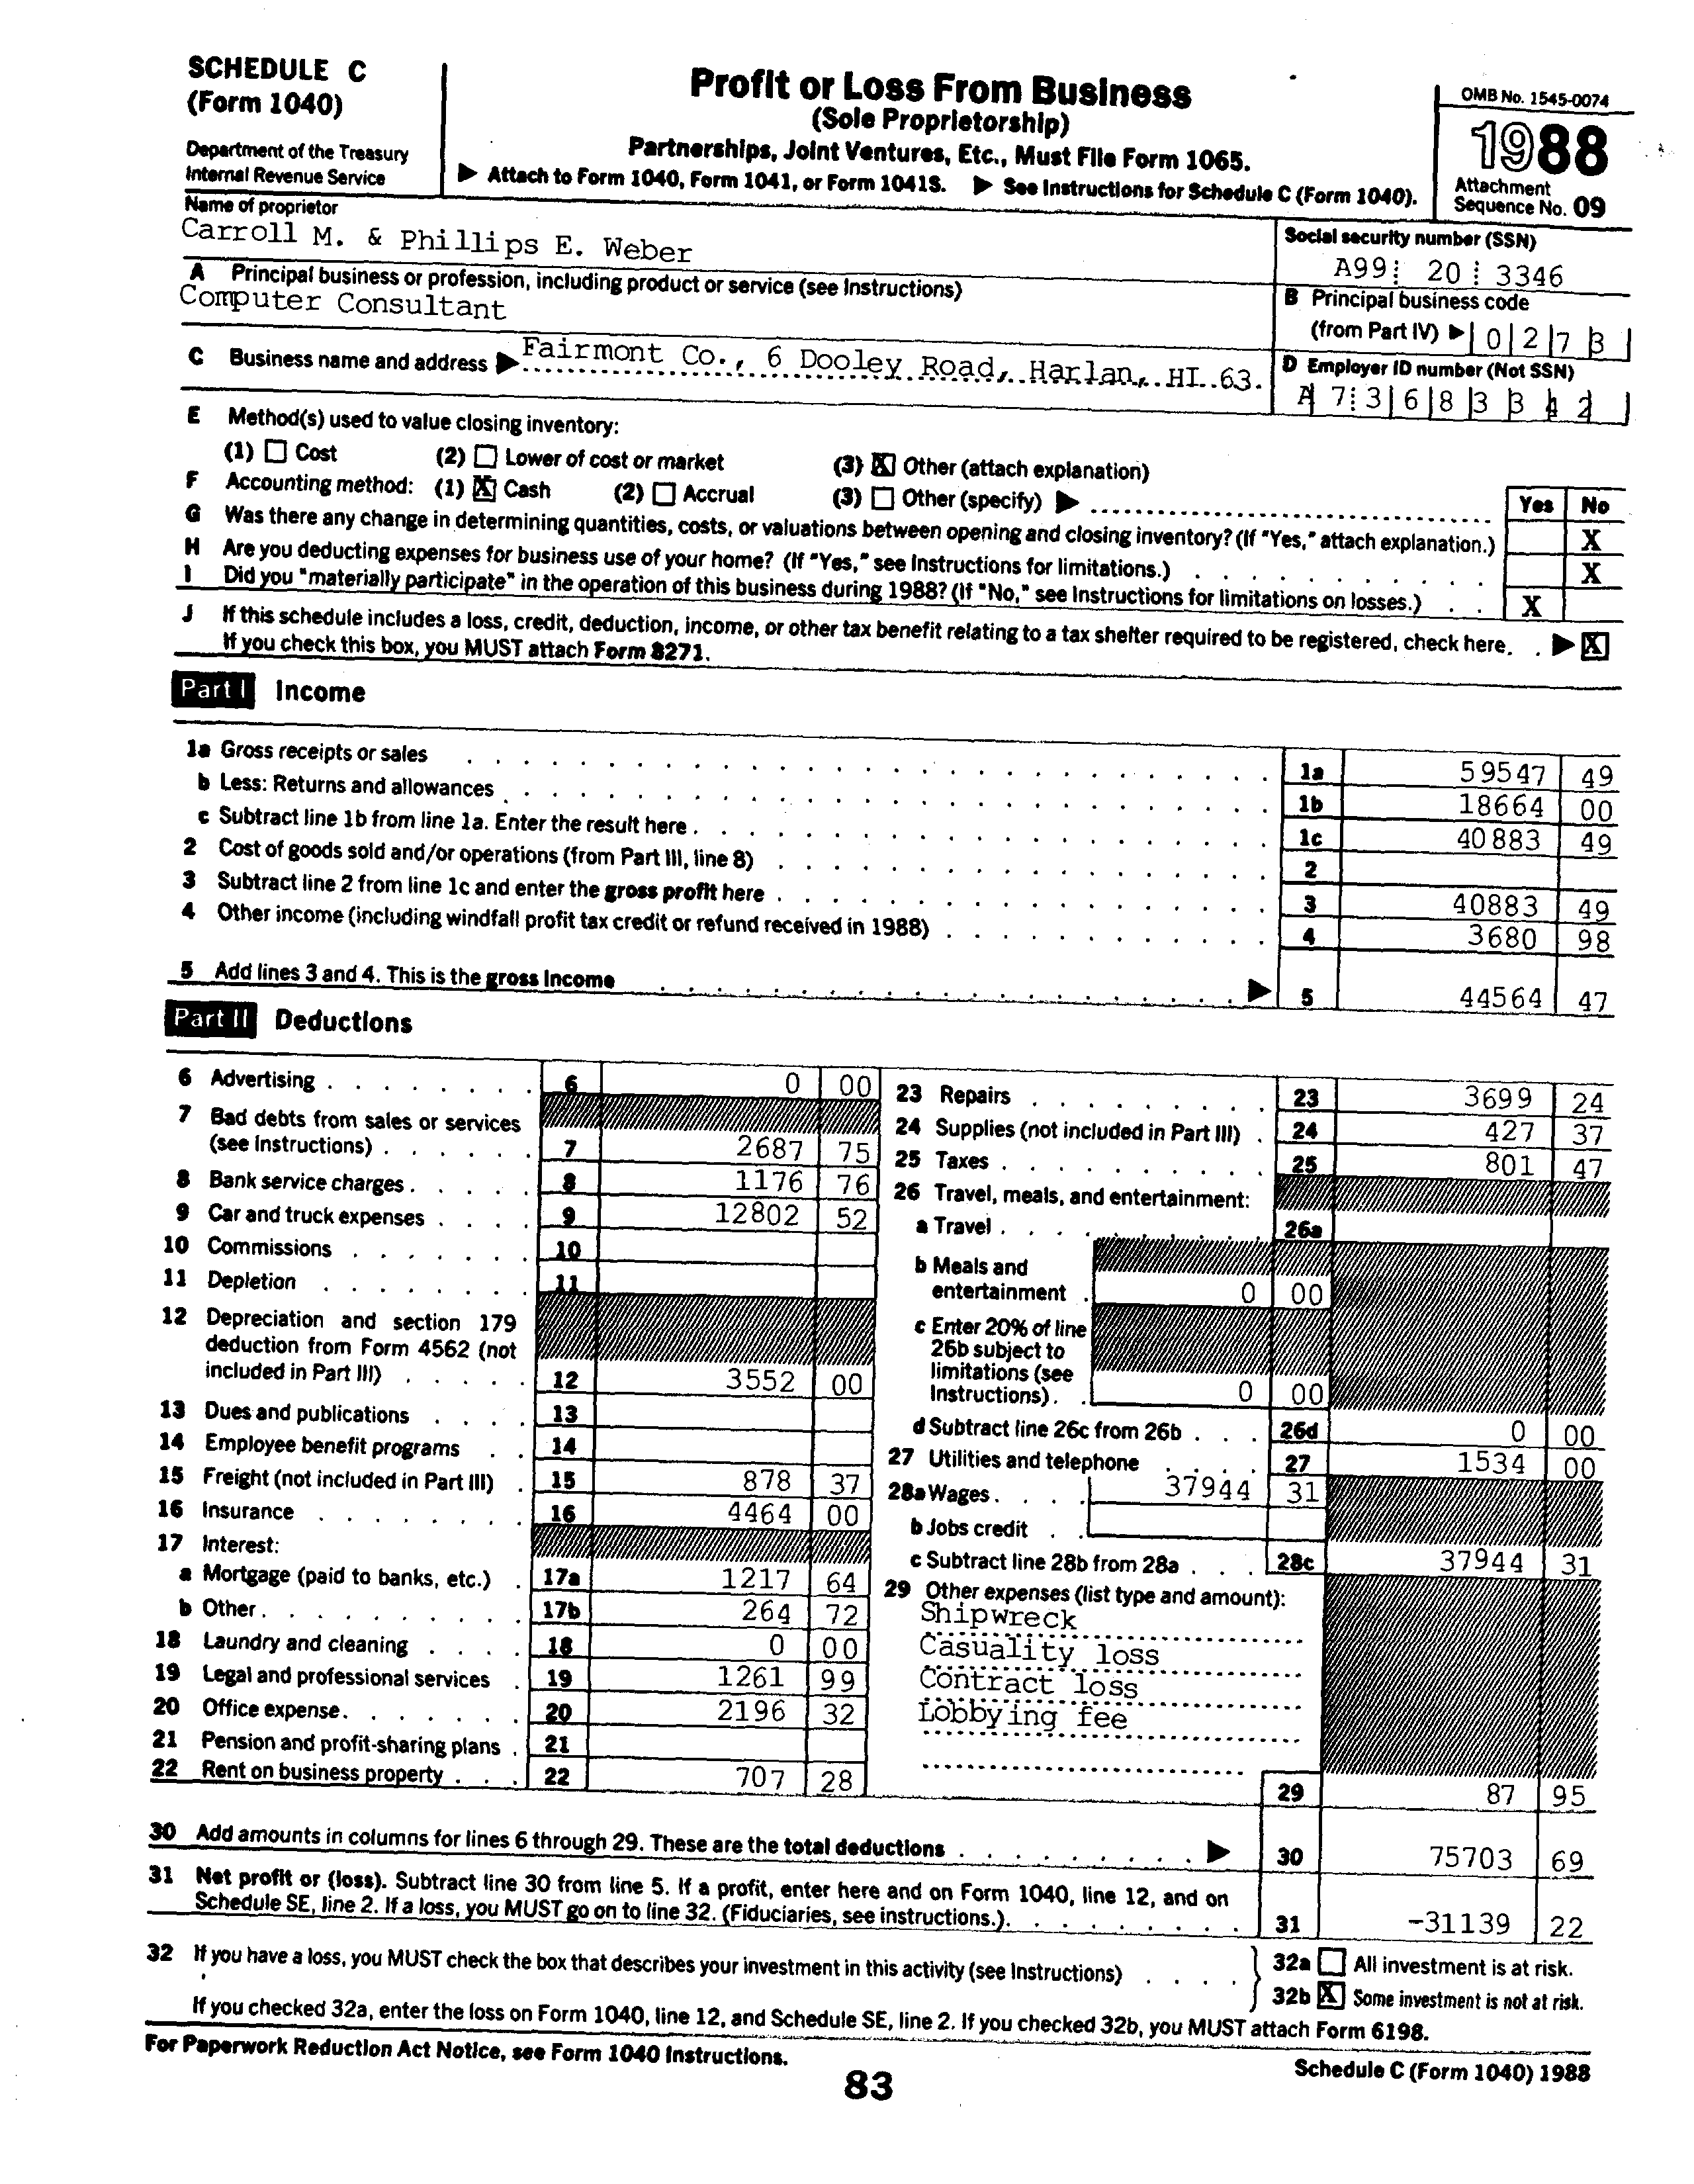 SCHEDULE C
(Form 1040)
Department of the Treasury
Internal Revenue Service
Profit or Loss From Business
(Sole Proprietorship)
Partnerships, Joint Ventures, Etc., Must File Form 1065.
▶ Attach to Form 1040, Form 1041, or Form 1041S. ▶ See Instructions for Schedule C (Form 1040).
OMB No. 1545-0074
1988
Attachment
Sequence No. 09
Name of proprietor
Carroll M. & Phillips E. Weber
Social security number (SSN)
A99 20 3346
A Principal business or profession, including product or service (see Instructions)
Computer Consultant
B Principal business code
(from Part IV) ▶ 0 2 7 3
C Business name and address ▶ Fairmont Co., 6 Dooley Road, Harlan, HI 63.
D Employer ID number (Not SSN)
A 7 3 6 8 3 3 4 2
E Method(s) used to value closing inventory:
(1) Cost (2) Lower of cost or market (3) X Other (attach explanation)
F Accounting method: (1) X Cash (2) Accrual (3) Other (specify) ▶
Yes No
G Was there any change in determining quantities, costs, or valuations between opening and closing inventory? (If "Yes," attach explanation.) X
H Are you deducting expenses for business use of your home? (If "Yes," see Instructions for limitations.) X
I Did you "materially participate" in the operation of this business during 1988? (If "No," see Instructions for limitations on losses.) X
J If this schedule includes a loss, credit, deduction, income, or other tax benefit relating to a tax shelter required to be registered, check here. ▶ X
If you check this box, you MUST attach Form 8271.
Part I Income
1a Gross receipts or sales 1a 59547 49
b Less: Returns and allowances 1b 18664 00
c Subtract line 1b from line 1a. Enter the result here 1c 40883 49
2 Cost of goods sold and/or operations (from Part III, line 8) 2
3 Subtract line 2 from line 1c and enter the gross profit here 3 40883 49
4 Other income (including windfall profit tax credit or refund received in 1988) 4 3680 98
5 Add lines 3 and 4. This is the gross income ▶ 5 44564 47
Part II Deductions
6 Advertising 6 0 00
7 Bad debts from sales or services
(see Instructions) 7 2687 75
8 Bank service charges 8 1176 76
9 Car and truck expenses 9 12802 52
10 Commissions 10
11 Depletion 11
12 Depreciation and section 179
deduction from Form 4562 (not
included in Part III) 12 3552 00
13 Dues and publications 13
14 Employee benefit programs 14
15 Freight (not included in Part III) 15 878 37
16 Insurance 16 4464 00
17 Interest:
a Mortgage (paid to banks, etc.) 17a 1217 64
b Other 17b 264 72
18 Laundry and cleaning 18 0 00
19 Legal and professional services 19 1261 99
20 Office expense 20 2196 32
21 Pension and profit-sharing plans 21
22 Rent on business property 22 707 28
23 Repairs 23 3699 24
24 Supplies (not included in Part III) 24 427 37
25 Taxes 25 801 47
26 Travel, meals, and entertainment:
a Travel 26a
b Meals and
entertainment 0 00
c Enter 20% of line
26b subject to
limitations (see
Instructions) 0 00
d Subtract line 26c from 26b 26d 0 00
27 Utilities and telephone 27 1534 00
28a Wages 37944 31
b Jobs credit
c Subtract line 28b from 28a 28c 37944 31
29 Other expenses (list type and amount):
Shipwreck
Casuality loss
Contract loss
Lobbying fee
29 87 95
30 Add amounts in columns for lines 6 through 29. These are the total deductions ▶ 30 75703 69
31 Net profit or (loss). Subtract line 30 from line 5. If a profit, enter here and on Form 1040, line 12, and on
Schedule SE, line 2. If a loss, you MUST go on to line 32. (Fiduciaries, see instructions.) 31 -31139 22
32 If you have a loss, you MUST check the box that describes your investment in this activity (see Instructions)
32a All investment is at risk.
32b X Some investment is not at risk.
If you checked 32a, enter the loss on Form 1040, line 12, and Schedule SE, line 2. If you checked 32b, you MUST attach Form 6198.
For Paperwork Reduction Act Notice, see Form 1040 Instructions.
Schedule C (Form 1040) 1988
83